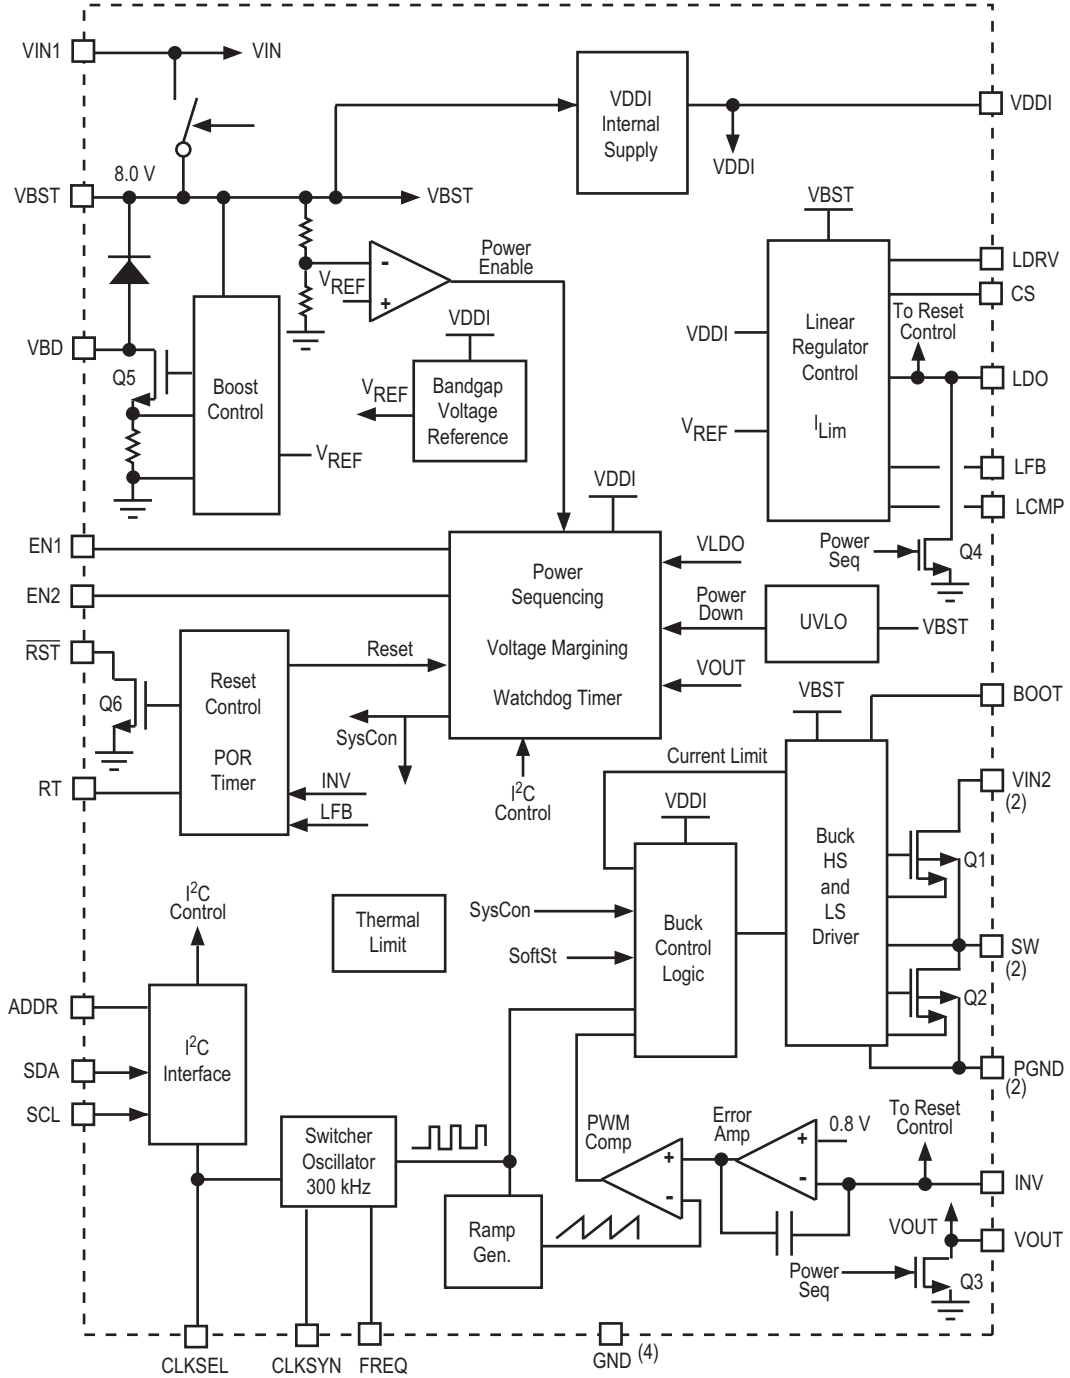 VIN1
VIN
8.0 V
VBST
VBST
VDDI
Internal
Supply
VDDI
VDDI
VBST
Power
Enable
-
VREF
+
VDDI
Bandgap
Voltage
Reference
VREF
VBD
Q5
Boost
Control
VREF
Linear
Regulator
Control
ILim
VDDI
VREF
LDRV
CS
To Reset
Control
LDO
LFB
LCMP
Power
Seq
Q4
VDDI
EN1
EN2
Power
Sequencing
Voltage Margining
Watchdog Timer
VLDO
Power
Down
UVLO
VBST
VOUT
RST
Q6
Reset
Control
POR
Timer
Reset
SysCon
INV
LFB
RT
I2C
Control
Current Limit
VBST
BOOT
VDDI
VIN2
(2)
Buck
HS
and
LS
Driver
Q1
SW
(2)
Q2
PGND
(2)
SysCon
SoftSt
Buck
Control
Logic
Thermal
Limit
I2C
Control
ADDR
SDA
SCL
I2C
Interface
Switcher
Oscillator
300 kHz
Ramp
Gen.
PWM
Comp
+
-
Error
Amp
+
-
0.8 V
To Reset
Control
INV
VOUT
VOUT
Power
Seq
Q3
CLKSEL
CLKSYN
FREQ
GND (4)